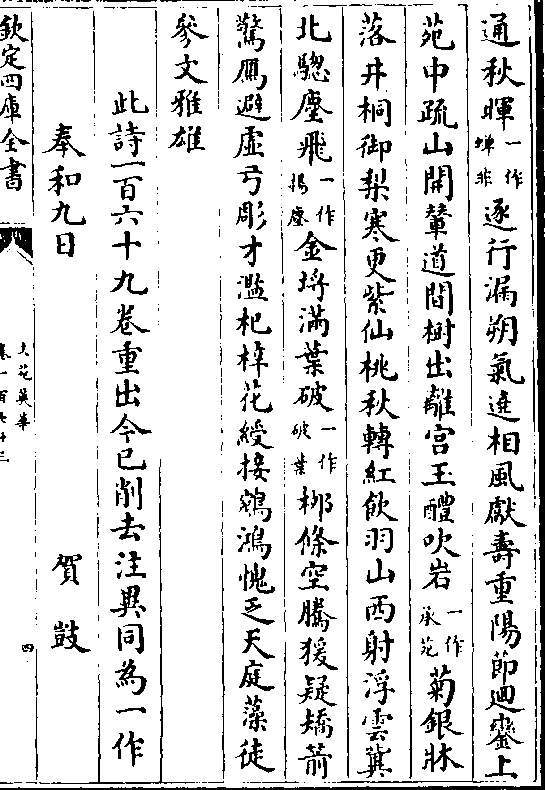 通秋暉一作蟬非逐行漏朔氣遶相風獻壽重陽節迴鑾上
苑中疏山開輦道間樹出離宮玉醴吹岩一作承苑菊銀牀
落井桐御梨寒更紫仙桃秋轉紅飲羽山西射浮雲冀
北驄塵飛一作揚塵金埒滿葉破一作破葉柳條空騰猨疑矯箭
驚鴈避虛弓彫才濫杞梓花綬接鵷鴻愧乏天庭藻徒
參文雅雄
此詩一百六十九卷重出今已削去注異同為一作
奉和九日 賀鼓
欽定四庫全書
文苑英華
卷一百七十三
四